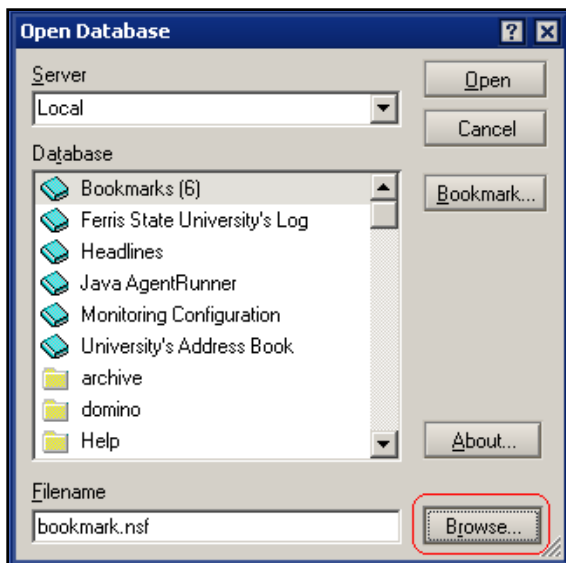 Open Database
Server
Local
Open
Cancel
Database
Bookmarks (6)
Ferris State University's Log
Headlines
Java AgentRunner
Monitoring Configuration
University's Address Book
archive
domino
Help
Bookmark...
About...
Filename
bookmark.nsf
Browse...